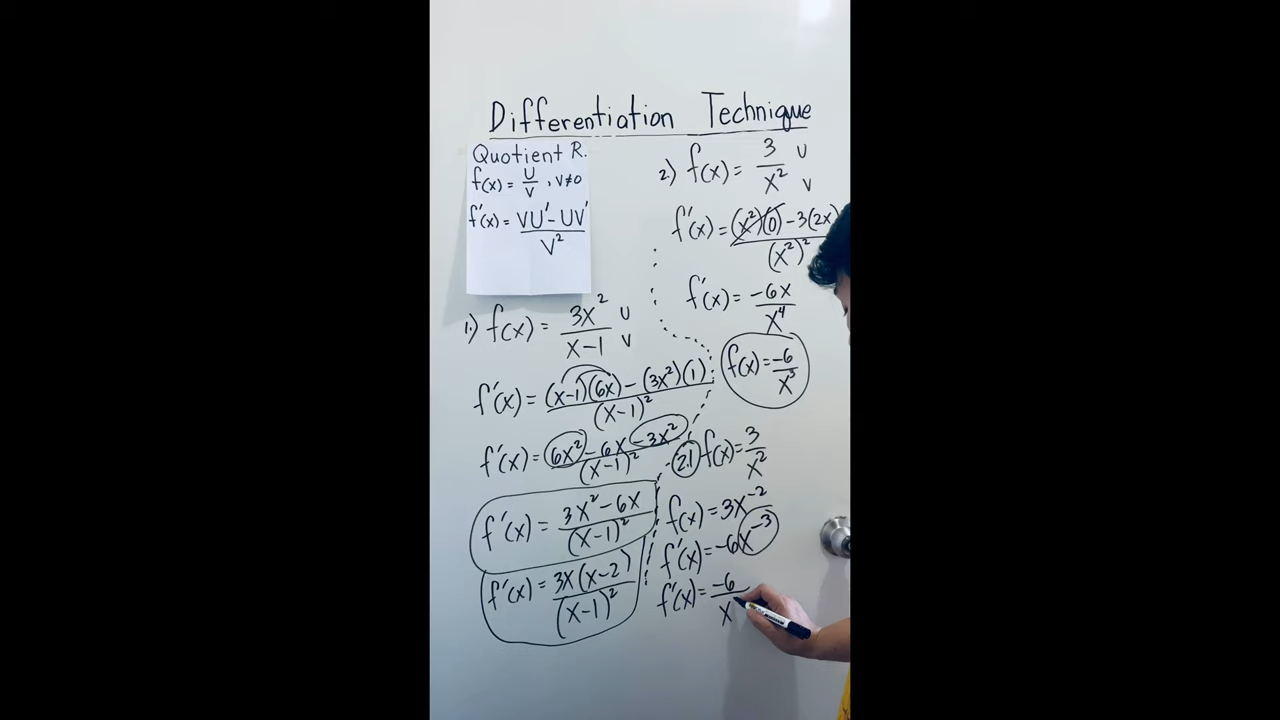 Differentiation Technique
Quotient R.
f(x) = U/V , V≠0
f'(x) = VU' - UV'/V²
1.) f(x) = 3x²/x-1 U V
f'(x) = (x-1)(6x) - (3x²)(1)/(x-1)²
f'(x) = 6x² - 6x - 3x²/(x-1)²
f'(x) = 3x² - 6x/(x-1)²
f'(x) = 3x(x-2)/(x-1)²
2) f(x) = 3/x² U V
f'(x) = (x²)(0) - 3(2x)/(x²)²
f'(x) = -6x/x⁴
f(x) = -6/x³
2.1 f(x) = 3/x²
f(x) = 3x⁻²
f'(x) = -6x⁻³
f'(x) = -6/x